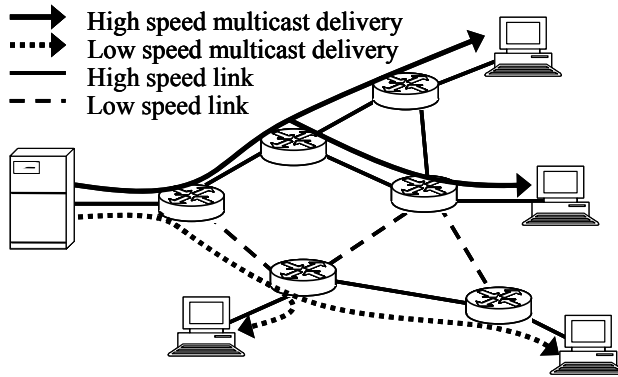 High speed multicast delivery
Low speed multicast delivery
High speed link
Low speed link